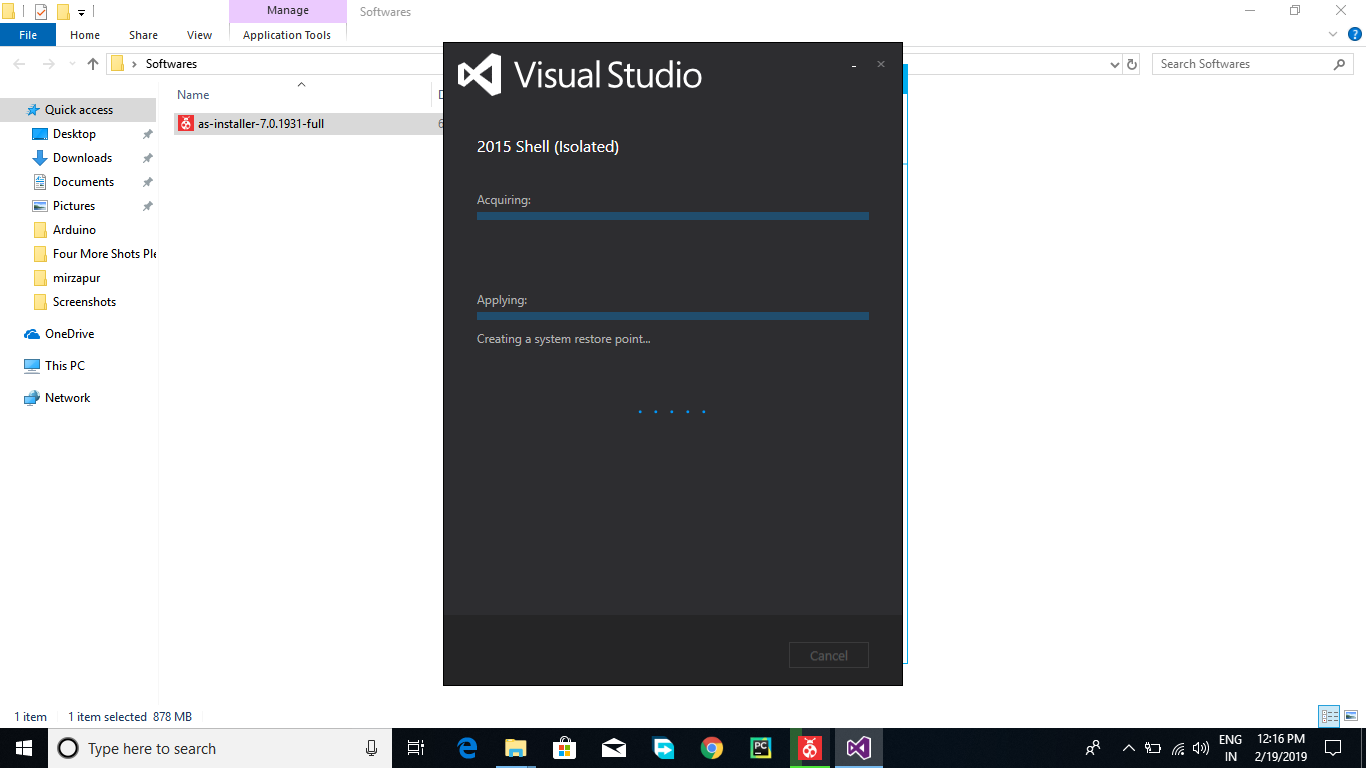 Manage
Softwares
File
Home
Share
View
Application Tools
Softwares
Search Softwares
Name
Quick access
Desktop
Downloads
Documents
Pictures
Arduino
Four More Shots Ple
mirzapur
Screenshots
OneDrive
This PC
Network
as-installer-7.0.1931-full
Visual Studio
2015 Shell (Isolated)
Acquiring:
Applying:
Creating a system restore point...
Cancel
1 item
1 item selected 878 MB
Type here to search
PC
ENG
IN
12:16 PM
2/19/2019